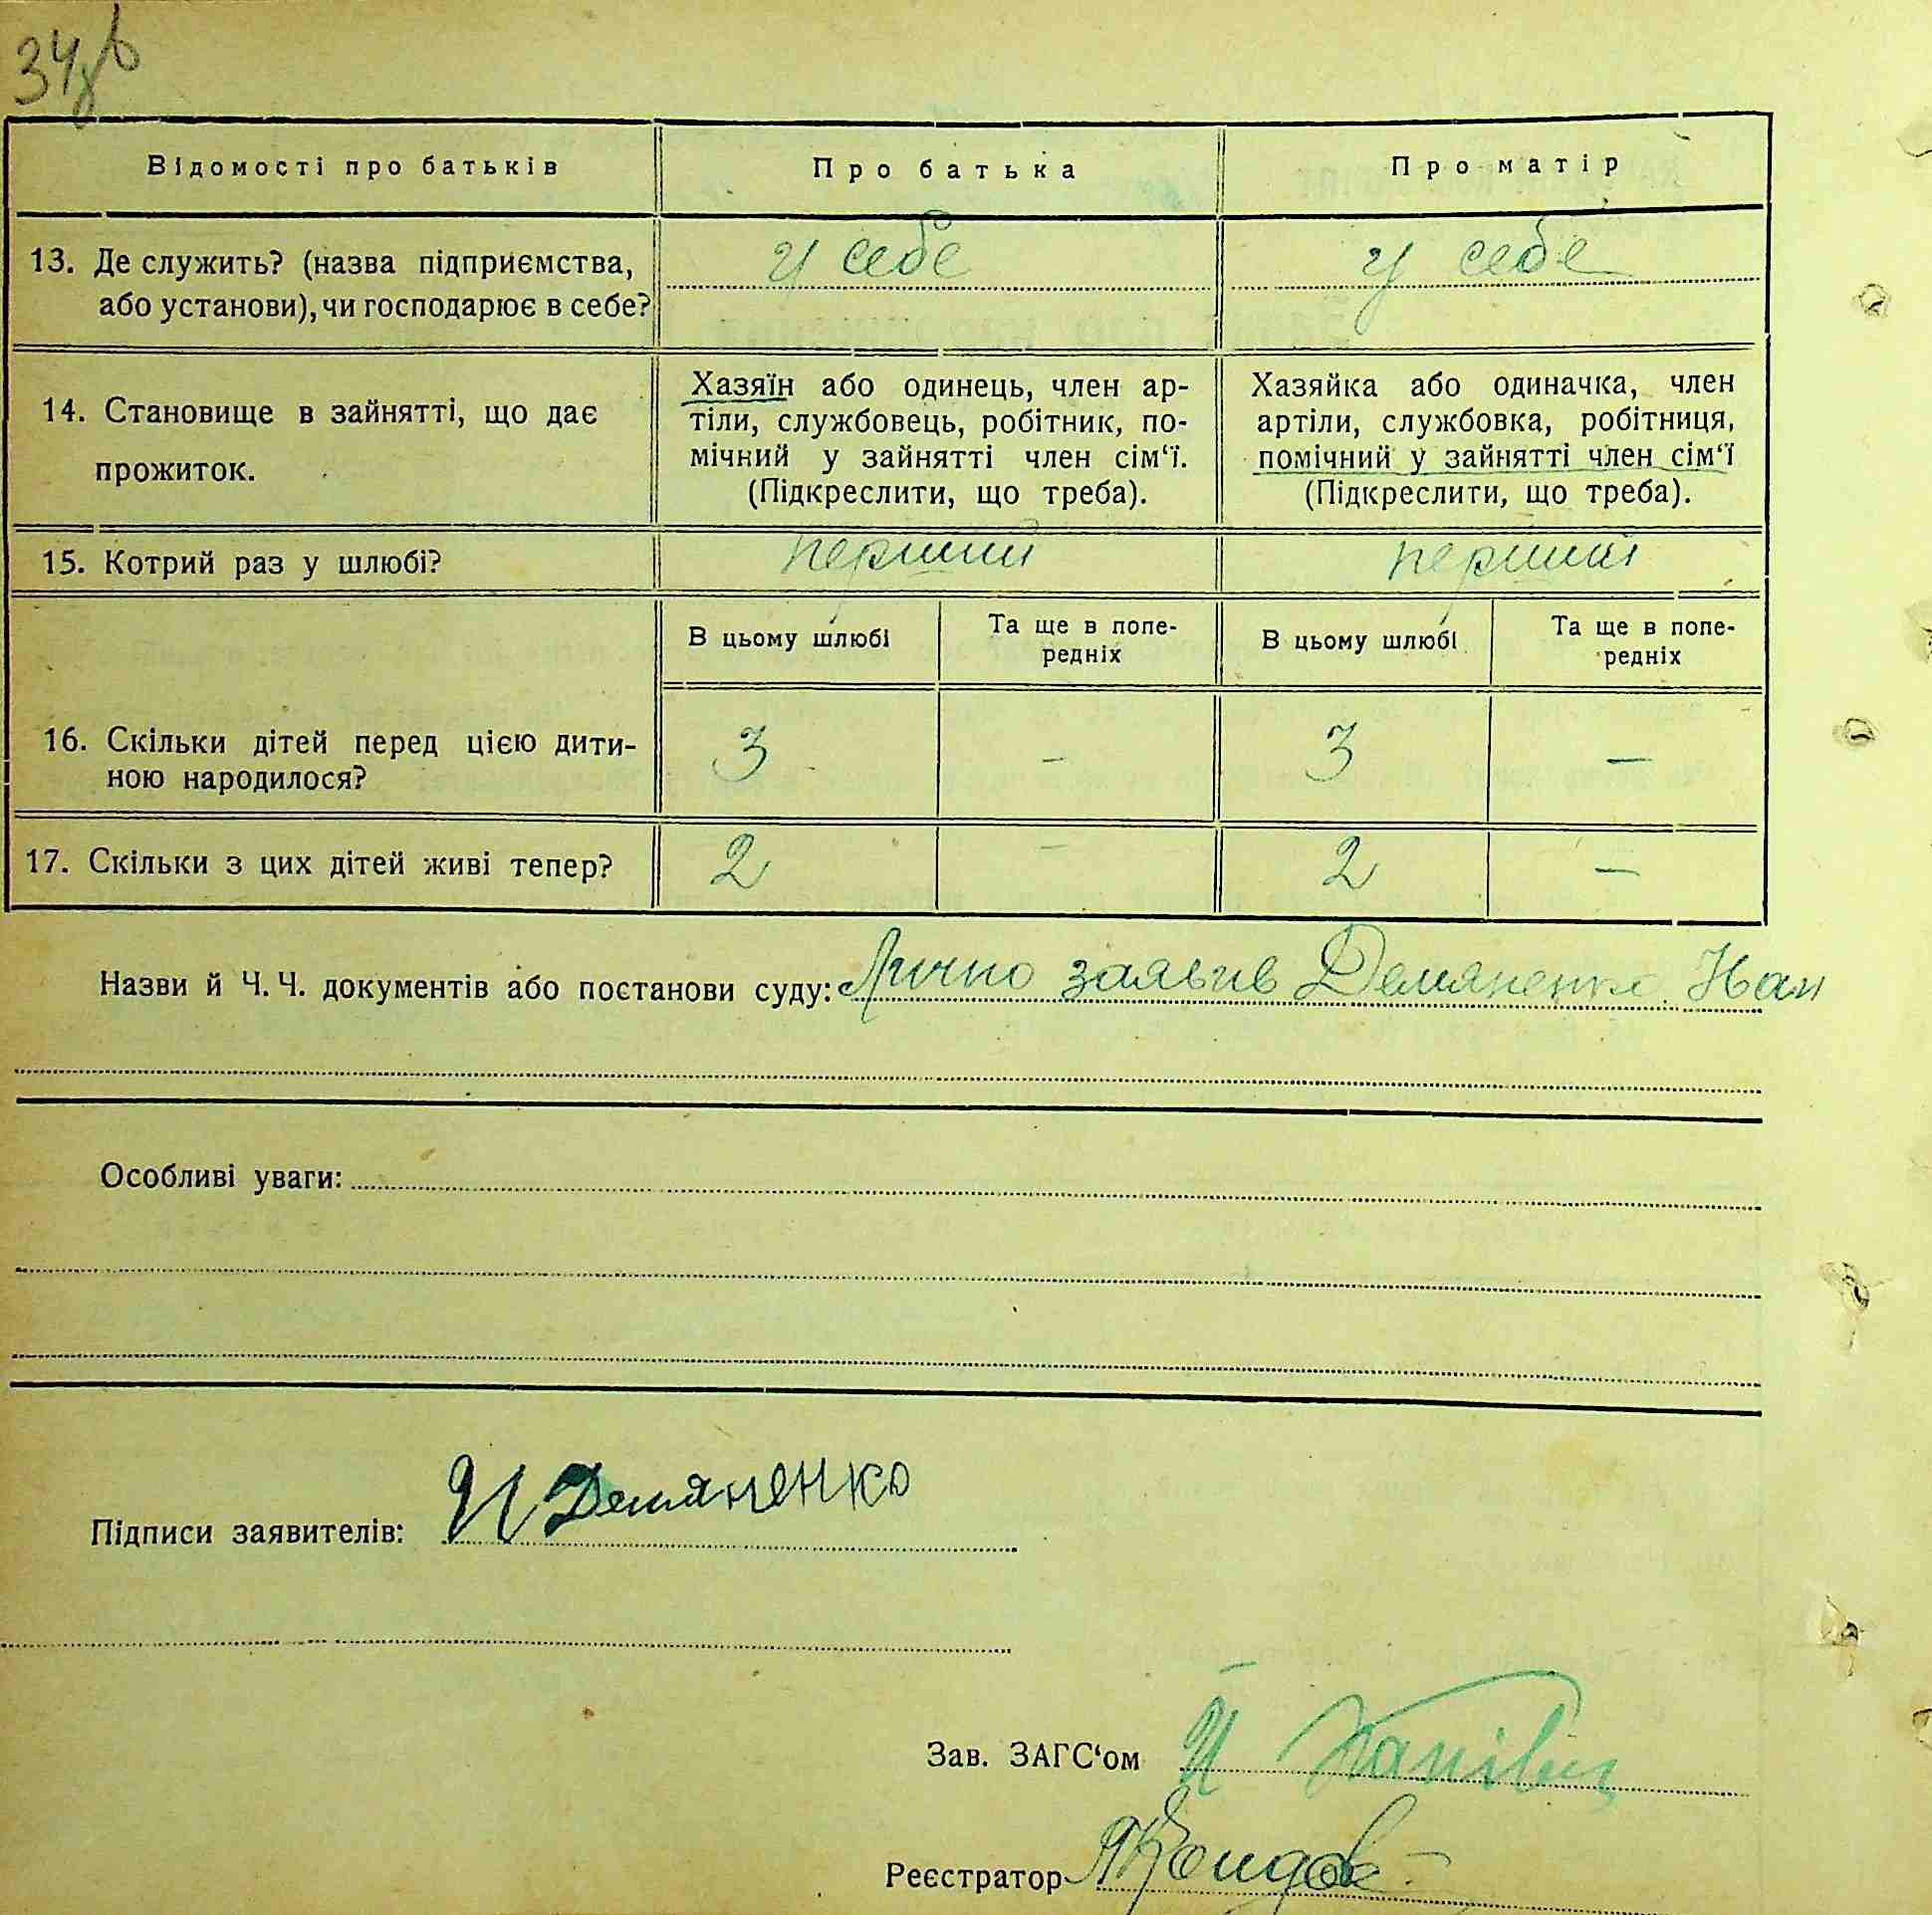 34
Відомості про батьків
Про батька
Про матір
13. Де служить? (назва підприємства,
або установи), чи господарює в себе?
у себе
у себе
14. Становище в зайнятті, що дає
прожиток.
Хазяїн або одинець, член ар-
тіли, службовець, робітник, по-
мічний у зайнятті член сім‘ї.
(Підкреслити, що треба).
Хазяйка або одиначка, член
артіли, службовка, робітниця,
помічний у зайнятті член сім‘ї
(Підкреслити, що треба).
15. Котрий раз у шлюбі?
перший
перший
В цьому шлюбі
Та ще в попе-
редніх
В цьому шлюбі
Та ще в попе-
редніх
16. Скільки дітей перед цією дити-
ною народилося?
3
-
3
-
17. Скільки з цих дітей живі тепер?
2
-
2
-
Назви й Ч. Ч. документів або постанови суду: Лично заявив Демяненко
Особливі уваги:
Підписи заявителів: И Демяненко
Зав. ЗАГС‘ом
Реєстратор